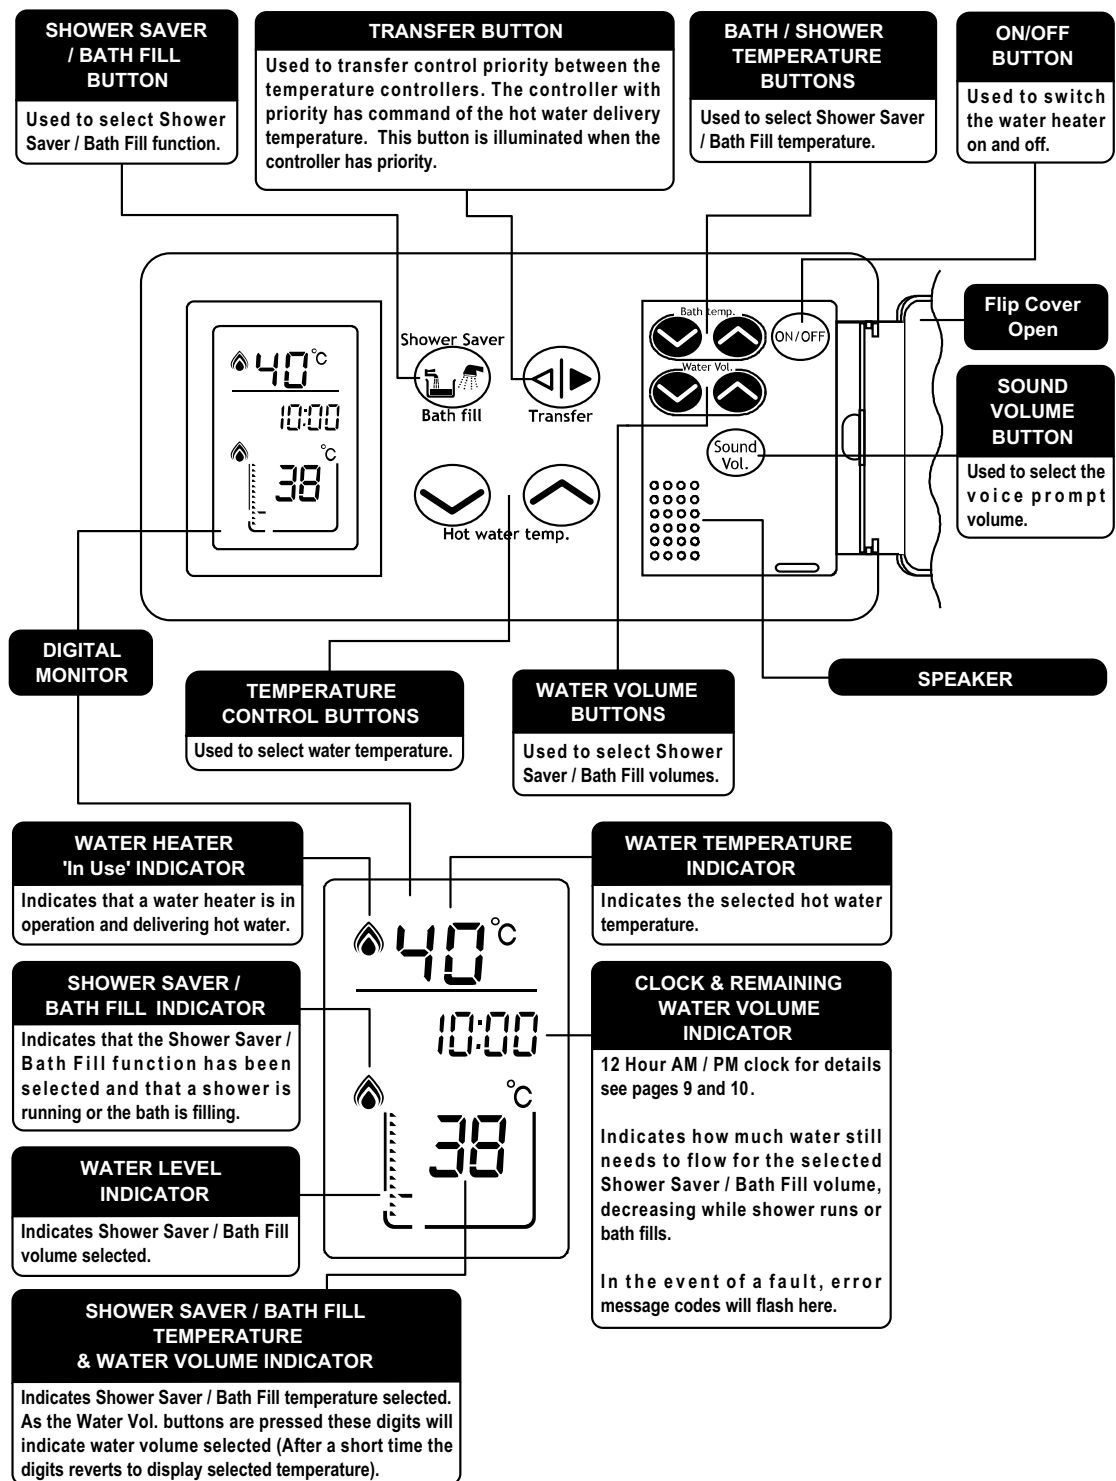 SHOWER SAVER
/ BATH FILL
BUTTON
Used to select Shower
Saver / Bath Fill function.
TRANSFER BUTTON
Used to transfer control priority between the
temperature controllers. The controller with
priority has command of the hot water delivery
temperature. This button is illuminated when the
controller has priority.
BATH / SHOWER
TEMPERATURE
BUTTONS
Used to select Shower Saver
/ Bath Fill temperature.
ON/OFF
BUTTON
Used to switch
the water heater
on and off.
40°C
10:00
°C
38
Shower Saver
Bath fill
Transfer
Hot water temp.
Bath temp.
ON/OFF
Water Vol.
Sound
Vol.
Flip Cover
Open
SOUND
VOLUME
BUTTON
Used to select the
voice prompt
volume.
DIGITAL
MONITOR
TEMPERATURE
CONTROL BUTTONS
Used to select water temperature.
WATER VOLUME
BUTTONS
Used to select Shower
Saver / Bath Fill volumes.
SPEAKER
WATER HEATER
'In Use' INDICATOR
Indicates that a water heater is in
operation and delivering hot water.
SHOWER SAVER /
BATH FILL INDICATOR
Indicates that the Shower Saver /
Bath Fill function has been
selected and that a shower is
running or the bath is filling.
WATER LEVEL
INDICATOR
Indicates Shower Saver / Bath Fill
volume selected.
40°C
10:00
°C
38
WATER TEMPERATURE
INDICATOR
Indicates the selected hot water
temperature.
CLOCK & REMAINING
WATER VOLUME
INDICATOR
12 Hour AM / PM clock for details
see pages 9 and 10.
Indicates how much water still
needs to flow for the selected
Shower Saver / Bath Fill volume,
decreasing while shower runs or
bath fills.
In the event of a fault, error
message codes will flash here.
SHOWER SAVER / BATH FILL
TEMPERATURE
& WATER VOLUME INDICATOR
Indicates Shower Saver / Bath Fill temperature selected.
As the Water Vol. buttons are pressed these digits will
indicate water volume selected (After a short time the
digits reverts to display selected temperature).